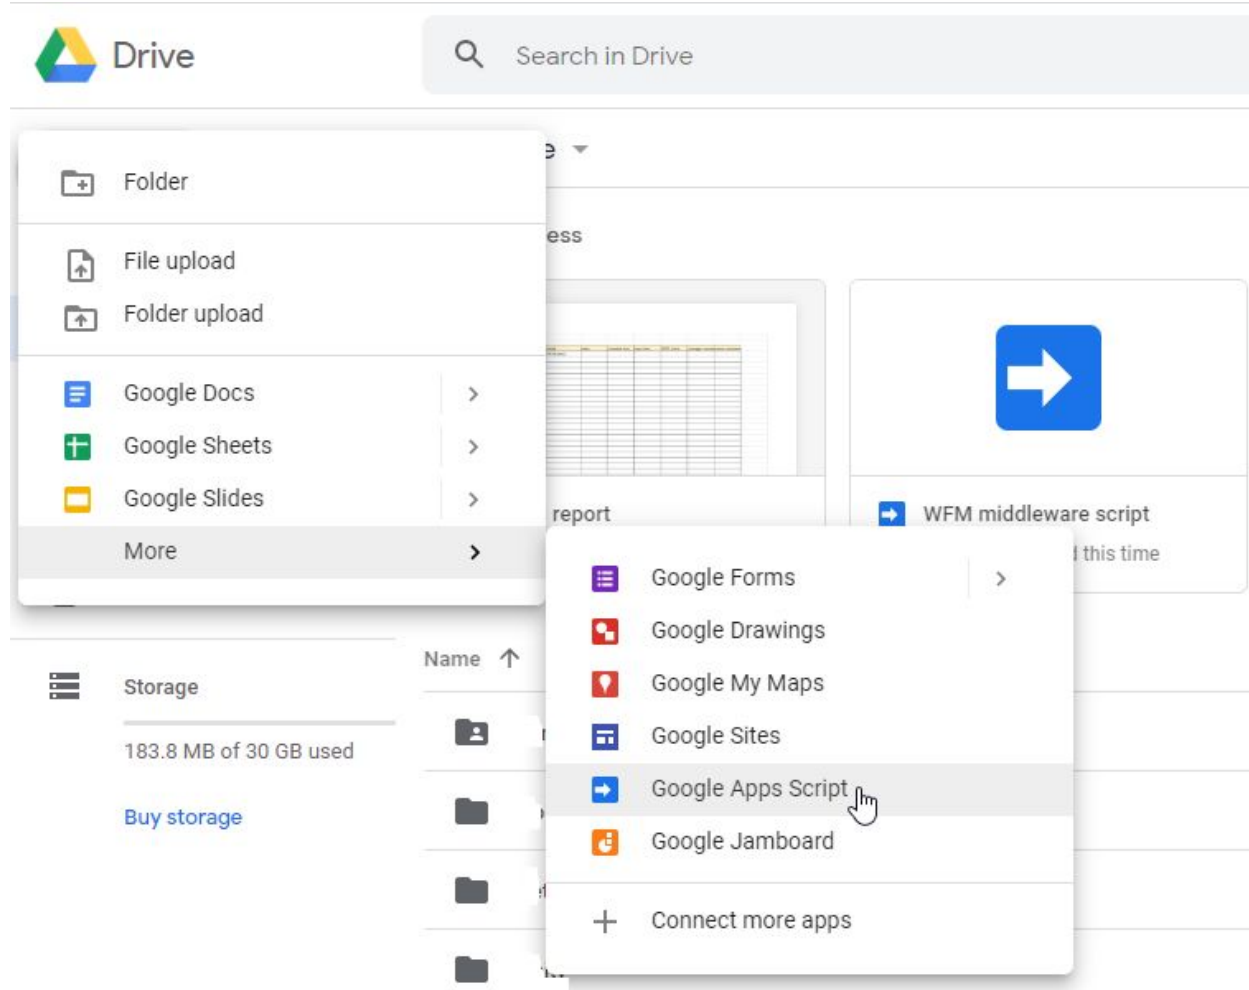 Drive
Search in Drive
Folder
File upload
Folder upload
Google Docs
Google Sheets
Google Slides
More
report
WFM middleware script
this time
Google Forms
Google Drawings
Google My Maps
Google Sites
Google Apps Script
Google Jamboard
Connect more apps
Name
Storage
183.8 MB of 30 GB used
Buy storage